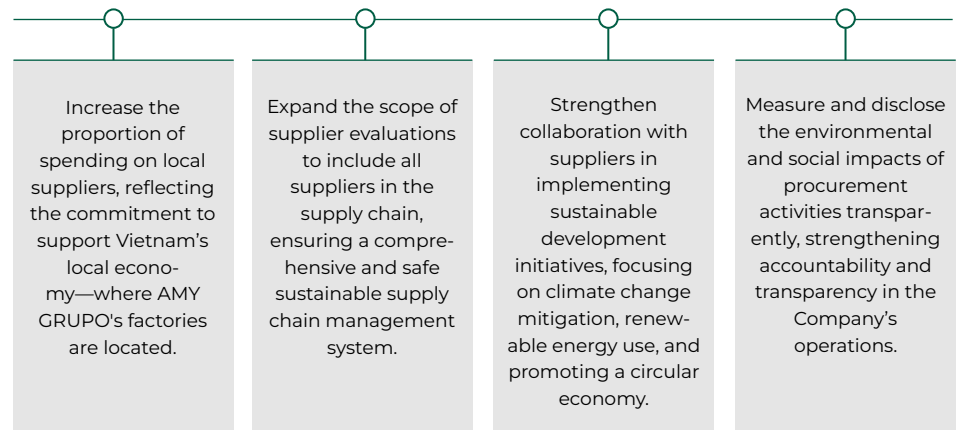 Increase the
proportion of
spending on local
suppliers, reflecting
the commitment to
support Vietnam’s
local econo-
my—where AMY
GRUPO's factories
are located.
Expand the scope of
supplier evaluations
to include all
suppliers in the
supply chain,
ensuring a compre-
hensive and safe
sustainable supply
chain management
system.
Strengthen
collaboration with
suppliers in
implementing
sustainable
development
initiatives, focusing
on climate change
mitigation, renew-
able energy use, and
promoting a circular
economy.
Measure and disclose
the environmental
and social impacts of
procurement
activities transpar-
ently, strengthening
accountability and
transparency in the
Company’s
operations.